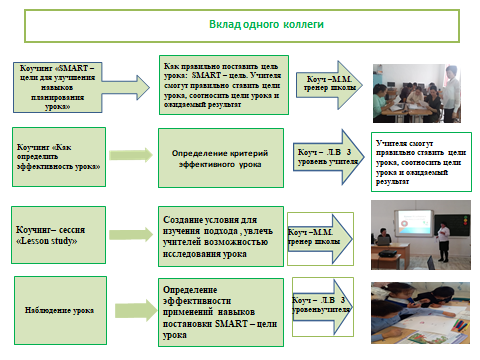 Вклад одного коллеги
Коучинг «SMART –
цели для улучшения
навыков
планирования
урока»
Как правильно поставить цель
урока: SMART – цель. Учителя
смогут правильно ставить цели
урока, соотносить цели урока и
ожидаемый результат
Коуч –М.М.
тренер школы
Коучинг «Как
определить
эффективность урока»
Определение критерий
эффективного урока
Коуч – Л.В 3
уровень учителя
Учителя смогут
правильно ставить цели
урока, соотносить цели
урока и ожидаемый
результат
Коучинг– сессия
«Lesson study»
Создание условия для
изучения подхода , увлечь
учителей возможностью
исследования урока
Коуч –М.М.
тренер школы
Наблюдение урока
Определение
эффективности
применений навыков
постановки SMART – цели
урока
Коуч – Л.В 3
уровеньучителя